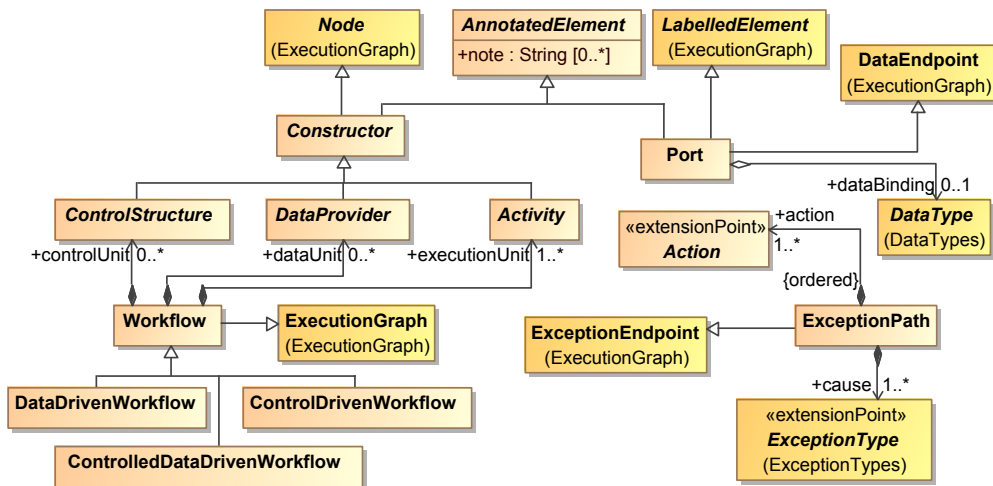 Node
(ExecutionGraph)
AnnotatedElement
+note : String [0..*]
LabelledElement
(ExecutionGraph)
DataEndpoint
(ExecutionGraph)
Constructor
Port
+dataBinding 0..1
ControlStructure
DataProvider
Activity
«extensionPoint»
Action
+action
1..*
DataType
(DataTypes)
+controlUnit 0..*
+dataUnit 0..*
+executionUnit 1..*
{ordered}
Workflow
ExecutionGraph
(ExecutionGraph)
ExceptionEndpoint
(ExecutionGraph)
ExceptionPath
DataDrivenWorkflow
ControlDrivenWorkflow
+cause 1..*
ControlledDataDrivenWorkflow
«extensionPoint»
ExceptionType
(ExceptionTypes)